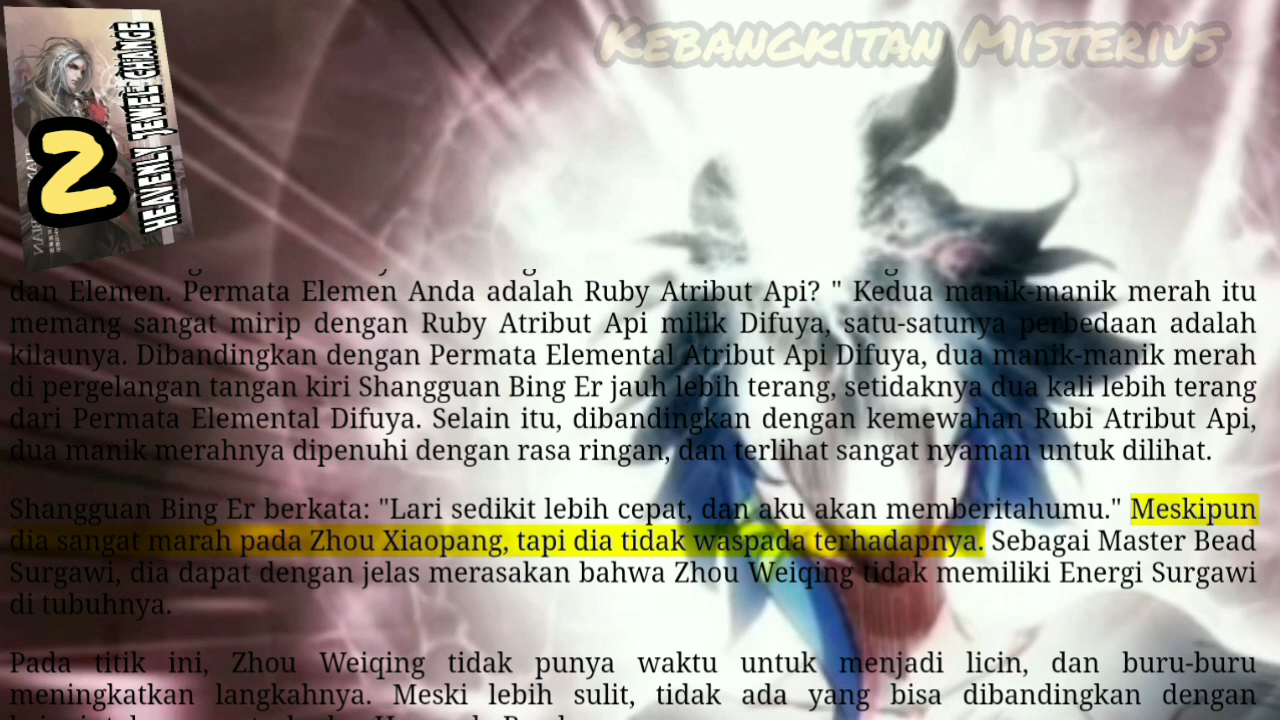 Kebangkitan Misterius
2
HEAVENLY JEWEL CHANGE
dan Elemen. Permata Elemen Anda adalah Ruby Atribut Api? " Kedua manik-manik merah itu
memang sangat mirip dengan Ruby Atribut Api milik Difuya, satu-satunya perbedaan adalah
kilaunya. Dibandingkan dengan Permata Elemental Atribut Api Difuya, dua manik-manik merah
di pergelangan tangan kiri Shangguan Bing Er jauh lebih terang, setidaknya dua kali lebih terang
dari Permata Elemental Difuya. Selain itu, dibandingkan dengan kemewahan Rubi Atribut Api,
dua manik merahnya dipenuhi dengan rasa ringan, dan terlihat sangat nyaman untuk dilihat.
Shangguan Bing Er berkata: "Lari sedikit lebih cepat, dan aku akan memberitahumu." Meskipun
dia sangat marah pada Zhou Xiaopang, tapi dia tidak waspada terhadapnya. Sebagai Master Bead
Surgawi, dia dapat dengan jelas merasakan bahwa Zhou Weiqing tidak memiliki Energi Surgawi
di tubuhnya.
Pada titik ini, Zhou Weiqing tidak punya waktu untuk menjadi licin, dan buru-buru
meningkatkan langkahnya. Meski lebih sulit, tidak ada yang bisa dibandingkan dengan